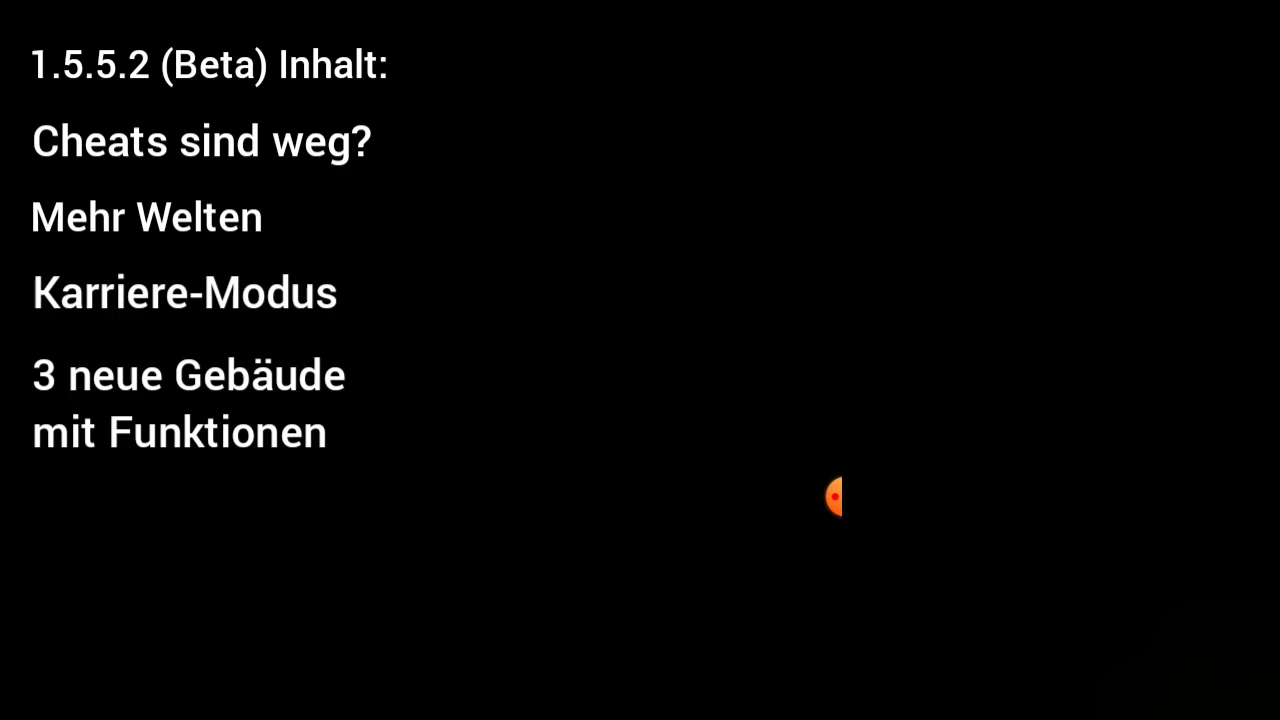 1.5.5.2 (Beta) Inhalt:
Cheats sind weg?
Mehr Welten
Karriere-Modus
3 neue Gebäude
mit Funktionen